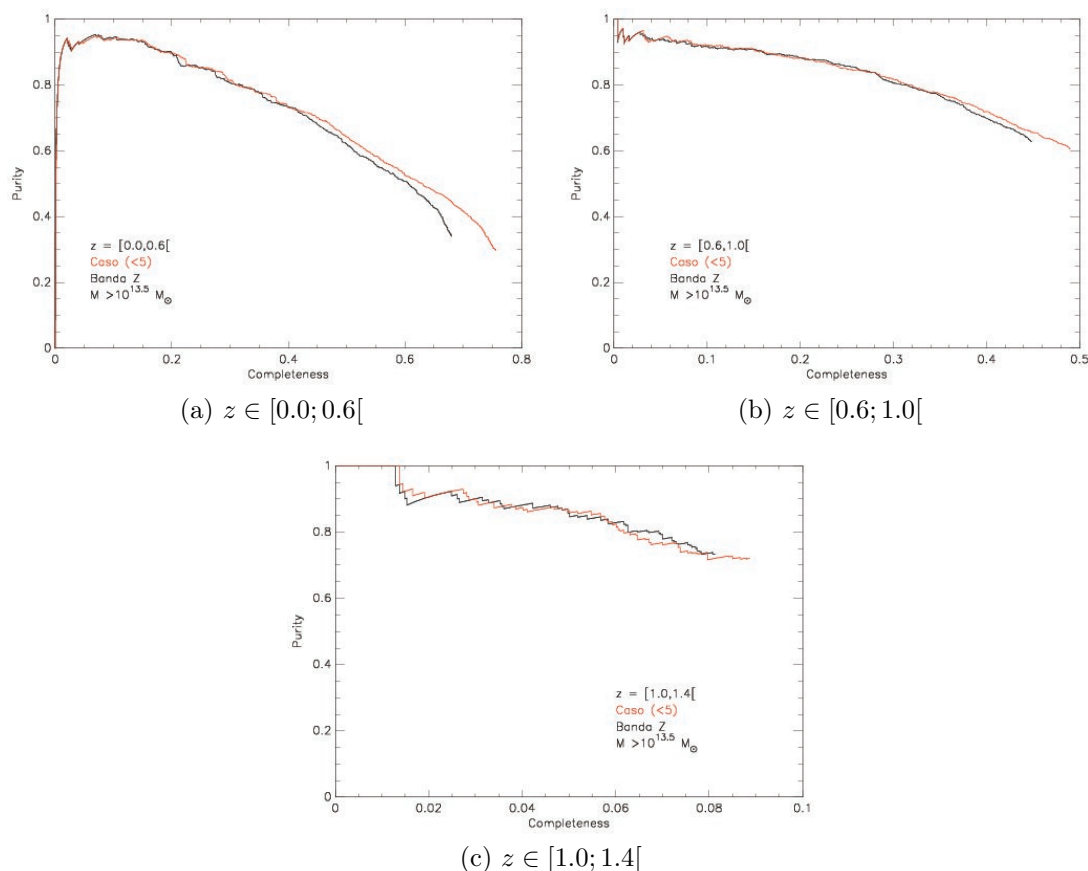 1
0.8
0.6
0.4
0.2
0
Purity
z = [0.0,0.6[
Caso (<5)
Banda Z
M >10^13.5 M⊙
0 0.2 0.4 0.6 0.8
Completeness
(a) z ∈ [0.0; 0.6[
1
0.8
0.6
0.4
0.2
0
Purity
z = [0.6,1.0[
Caso (<5)
Banda Z
M >10^13.5 M⊙
0 0.1 0.2 0.3 0.4 0.5
Completeness
(b) z ∈ [0.6; 1.0[
1
0.8
0.6
0.4
0.2
0
Purity
z = [1.0,1.4[
Caso (<5)
Banda Z
M >10^13.5 M⊙
0 0.02 0.04 0.06 0.08 0.1
Completeness
(c) z ∈ [1.0; 1.4[